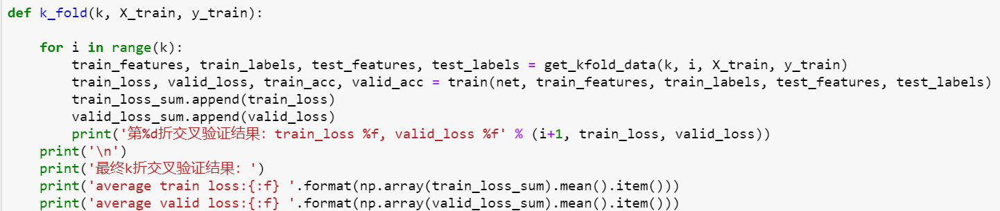 def k_fold(k, X_train, y_train):
    for i in range(k):
        train_features, train_labels, test_features, test_labels = get_kfold_data(k, i, X_train, y_train)
        train_loss, valid_loss, train_acc, valid_acc = train(net, train_features, train_labels, test_features, test_labels)
        train_loss_sum.append(train_loss)
        valid_loss_sum.append(valid_loss)
        print('第%d折交叉验证结果：train_loss %f, valid_loss %f' % (i+1, train_loss, valid_loss))
    print('\n')
    print('最终k折交叉验证结果：')
    print('average train loss:{:f} '.format(np.array(train_loss_sum).mean().item()))
    print('average valid loss:{:f} '.format(np.array(valid_loss_sum).mean().item()))